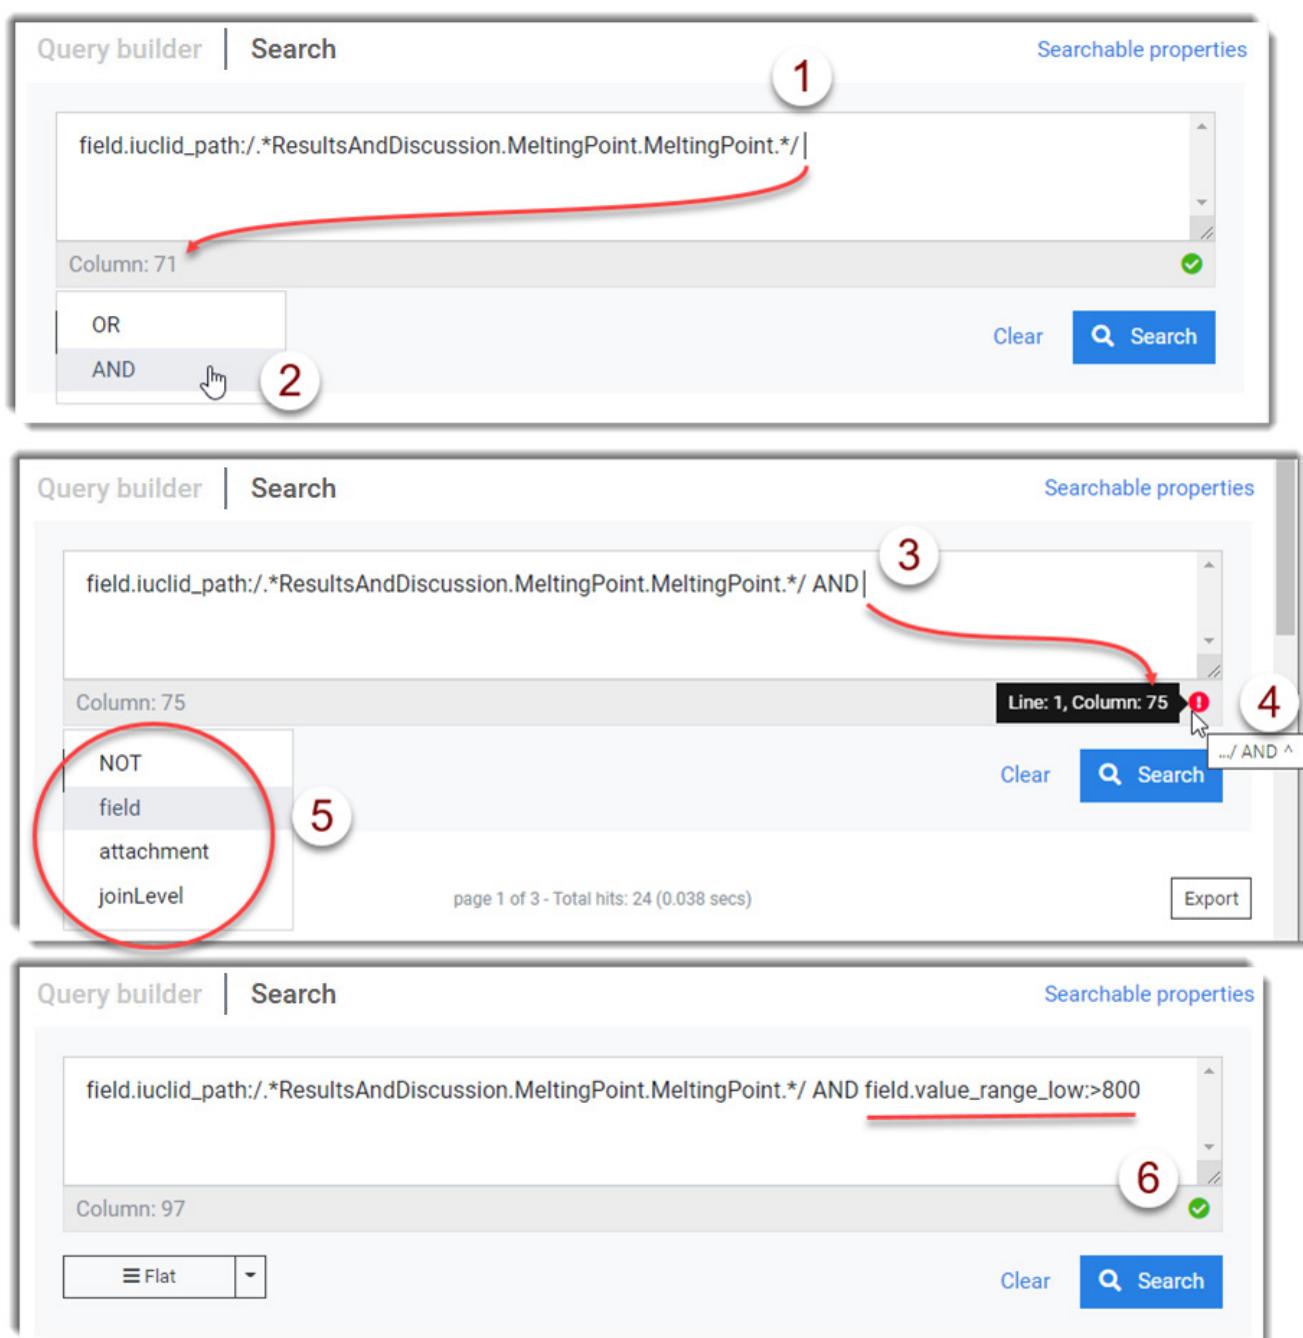 Query builder | Search
Searchable properties
1
field.iuclid_path:/.*ResultsAndDiscussion.MeltingPoint.MeltingPoint.*/
Column: 71
OR
AND
2
Clear
Search
Query builder | Search
Searchable properties
3
field.iuclid_path:/.*ResultsAndDiscussion.MeltingPoint.MeltingPoint.*/ AND
Column: 75
Line: 1, Column: 75
4
.../ AND ^
NOT
field
attachment
joinLevel
5
Clear
Search
page 1 of 3 - Total hits: 24 (0.038 secs)
Export
Query builder | Search
Searchable properties
field.iuclid_path:/.*ResultsAndDiscussion.MeltingPoint.MeltingPoint.*/ AND field.value_range_low:>800
6
Column: 97
Flat
Clear
Search